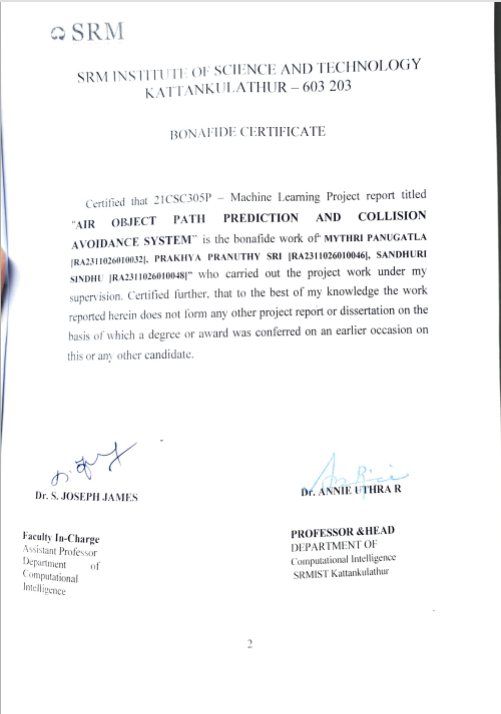 SRM
SRM INSTITUTE OF SCIENCE AND TECHNOLOGY
KATTANKULATHUR – 603 203
BONAFIDE CERTIFICATE
Certified that 21CSC305P – Machine Learning Project report titled
"AIR OBJECT PATH PREDICTION AND COLLISION
AVOIDANCE SYSTEM" is the bonafide work of MYTHRI PANUGATLA
[RA2311026010032], PRAKHYA PRANUTHY SRI [RA2311026010046], SANDHURI
SINDHU [RA2311026010048]" who carried out the project work under my
supervision. Certified further, that to the best of my knowledge the work
reported herein does not form any other project report or dissertation on the
basis of which a degree or award was conferred on an earlier occasion on
this or any other candidate.
Dr. S. JOSEPH JAMES
Faculty In-Charge
Assistant Professor
Department of
Computational
Intelligence
Dr. ANNIE UTHRA R
PROFESSOR &HEAD
DEPARTMENT OF
Computational Intelligence
SRMIST Kattankulathur
2